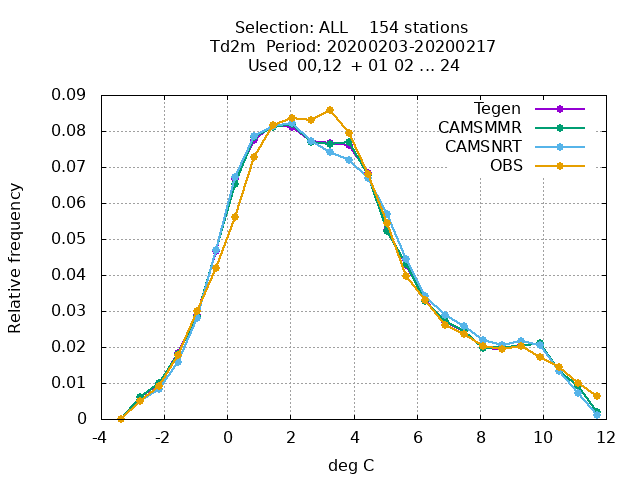 Selection: ALL    154 stations
Td2m  Period: 20200203-20200217
Used  00,12  + 01 02 ... 24
Tegen
CAMSMMR
CAMSNRT
OBS
Relative frequency
0.09
0.08
0.07
0.06
0.05
0.04
0.03
0.02
0.01
0
-4 -2 0 2 4 6 8 10 12
deg C